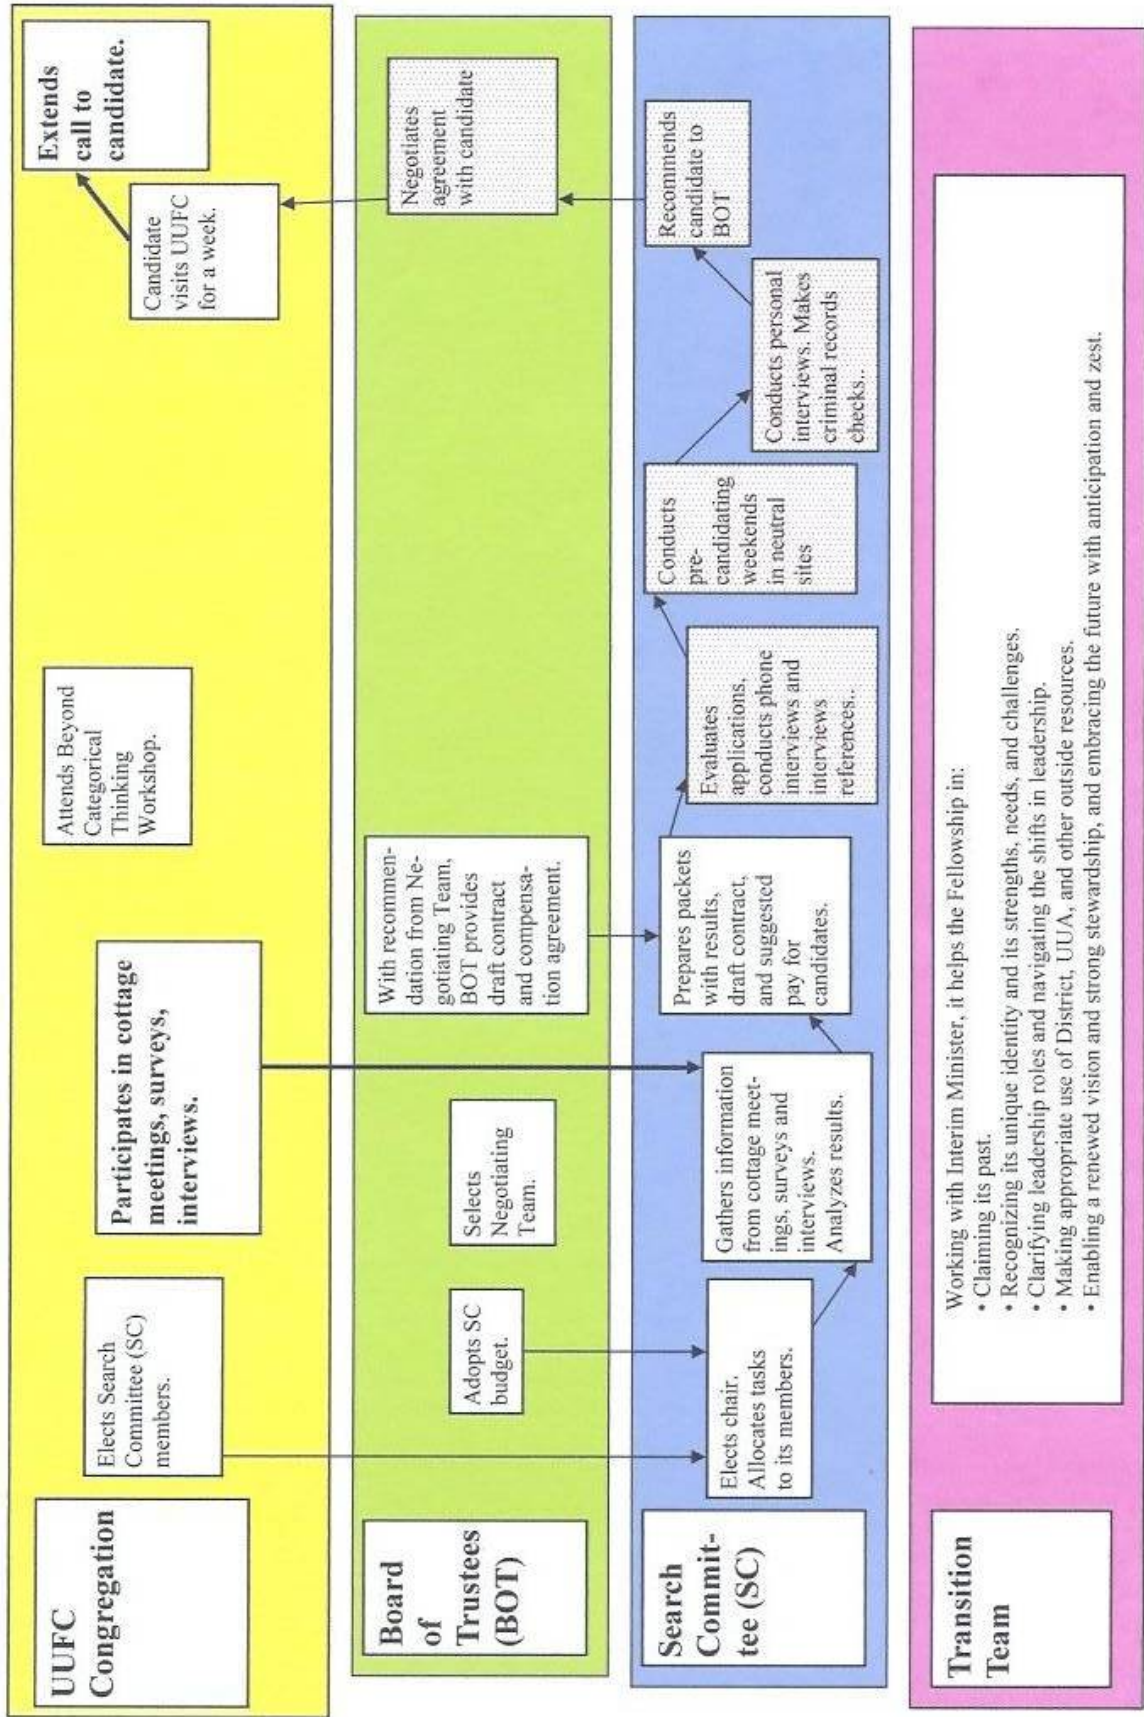 UUFC
Congregation
Elects Search
Committee (SC)
members.
Participates in cottage
meetings, surveys,
interviews.
Attends Beyond
Categorical
Thinking
Workshop.
Candidate
visits UUFC
for a week.
Extends
call to
candidate.
Board
of
Trustees
(BOT)
Adopts SC
budget.
Selects
Negotiating
Team.
With recommen-
dation from Ne-
gotiating Team,
BOT provides
draft contract
and compensa-
tion agreement.
Negotiates
agreement
with candidate
Search
Commit-
tee (SC)
Elects chair.
Allocates tasks
to its members.
Gathers information
from cottage meet-
ings, surveys and
interviews.
Analyzes results.
Prepares packets
with results,
draft contract,
and suggested
pay for
candidates.
Evaluates
applications,
conducts phone
interviews and
interviews
references..
Conducts
pre-
candidating
weekends
in neutral
sites
Conducts personal
interviews. Makes
criminal records
checks..
Recommends
candidate to
BOT
Transition
Team
Working with Interim Minister, it helps the Fellowship in:
• Claiming its past.
• Recognizing its unique identity and its strengths, needs, and challenges.
• Clarifying leadership roles and navigating the shifts in leadership.
• Making appropriate use of District, UUA, and other outside resources.
• Enabling a renewed vision and strong stewardship, and embracing the future with anticipation and zest.